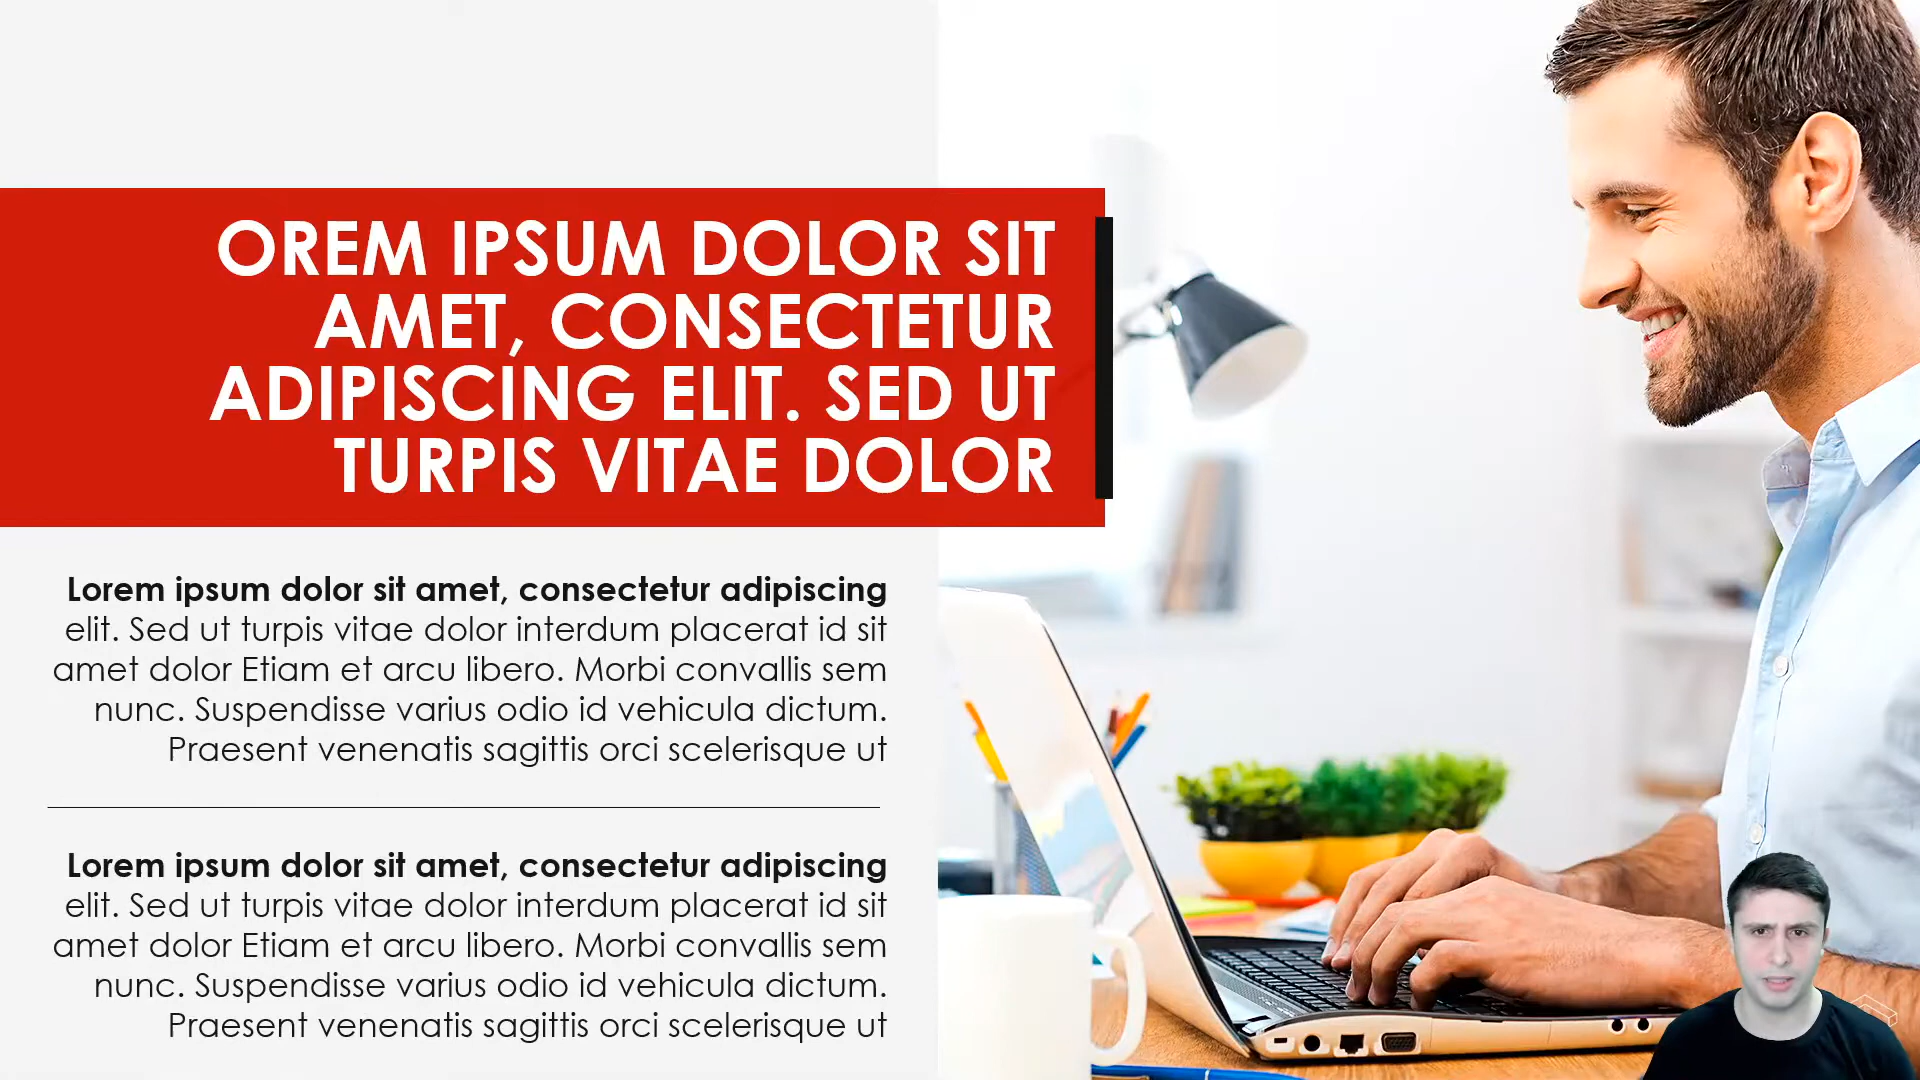 OREM IPSUM DOLOR SIT
AMET, CONSECTETUR
ADIPISCING ELIT. SED UT
TURPIS VITAE DOLOR
Lorem ipsum dolor sit amet, consectetur adipiscing
elit. Sed ut turpis vitae dolor interdum placerat id sit
amet dolor Etiam et arcu libero. Morbi convallis sem
nunc. Suspendisse varius odio id vehicula dictum.
Praesent venenatis sagittis orci scelerisque ut
Lorem ipsum dolor sit amet, consectetur adipiscing
elit. Sed ut turpis vitae dolor interdum placerat id sit
amet dolor Etiam et arcu libero. Morbi convallis sem
nunc. Suspendisse varius odio id vehicula dictum.
Praesent venenatis sagittis orci scelerisque ut